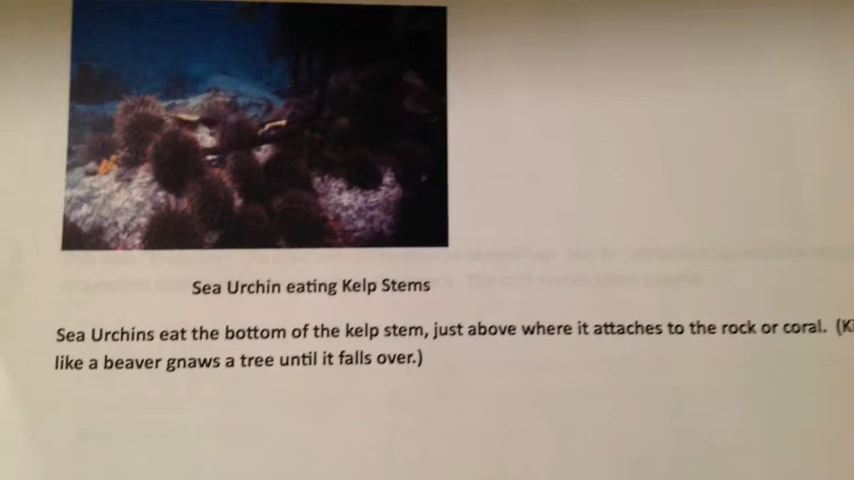 Sea Urchin eating Kelp Stems
Sea Urchins eat the bottom of the kelp stem, just above where it attaches to the rock or coral.
like a beaver gnaws a tree until it falls over.)